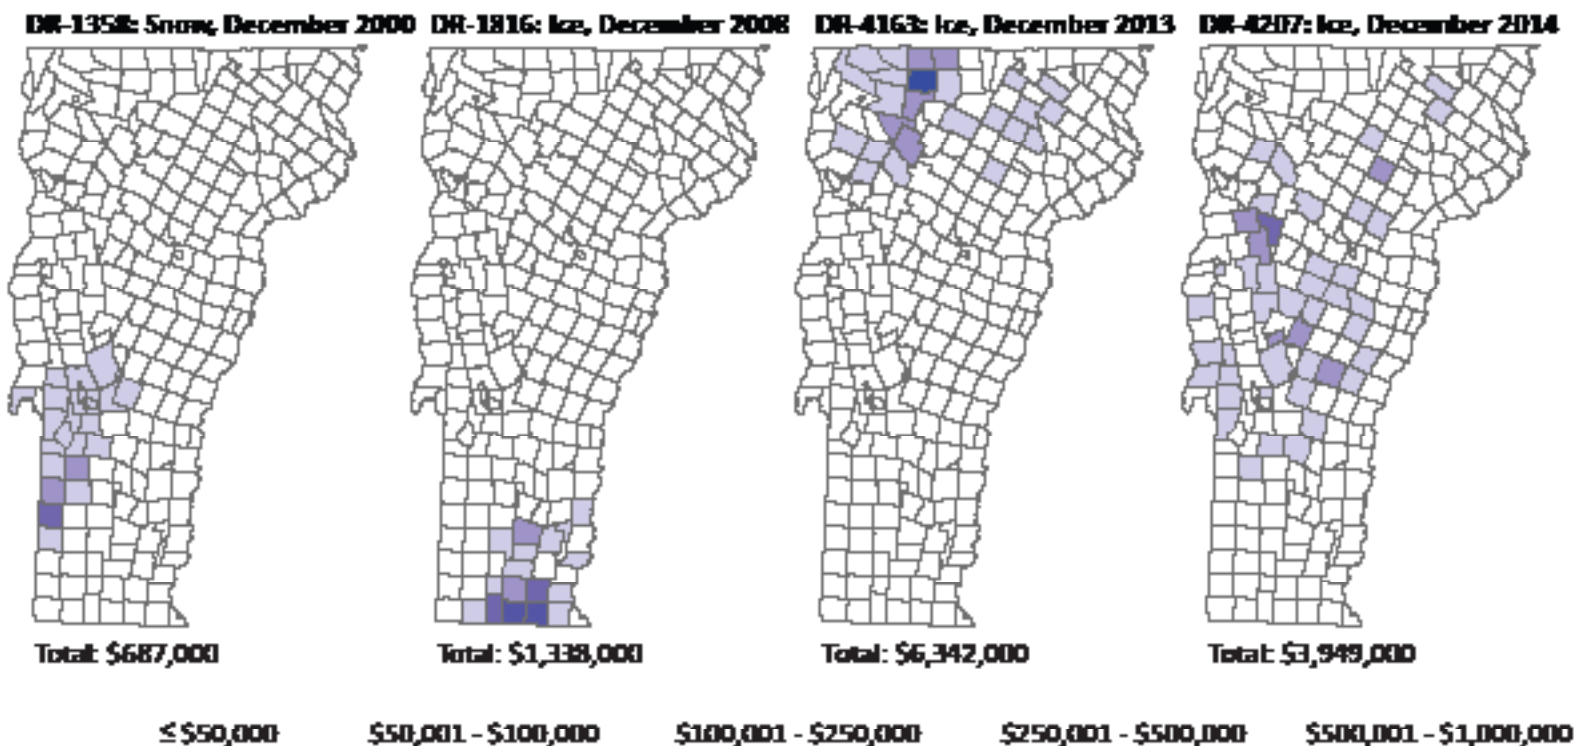 DR-1358: Snow, December 2000
DR-1816: Ice, December 2008
DR-4163: Ice, December 2013
DR-4207: Ice, December 2014
Total: $687,000
Total: $1,338,000
Total: $6,342,000
Total: $3,949,000
≤ $50,000
$50,001 - $100,000
$100,001 - $250,000
$250,001 - $500,000
$500,001 - $1,000,000